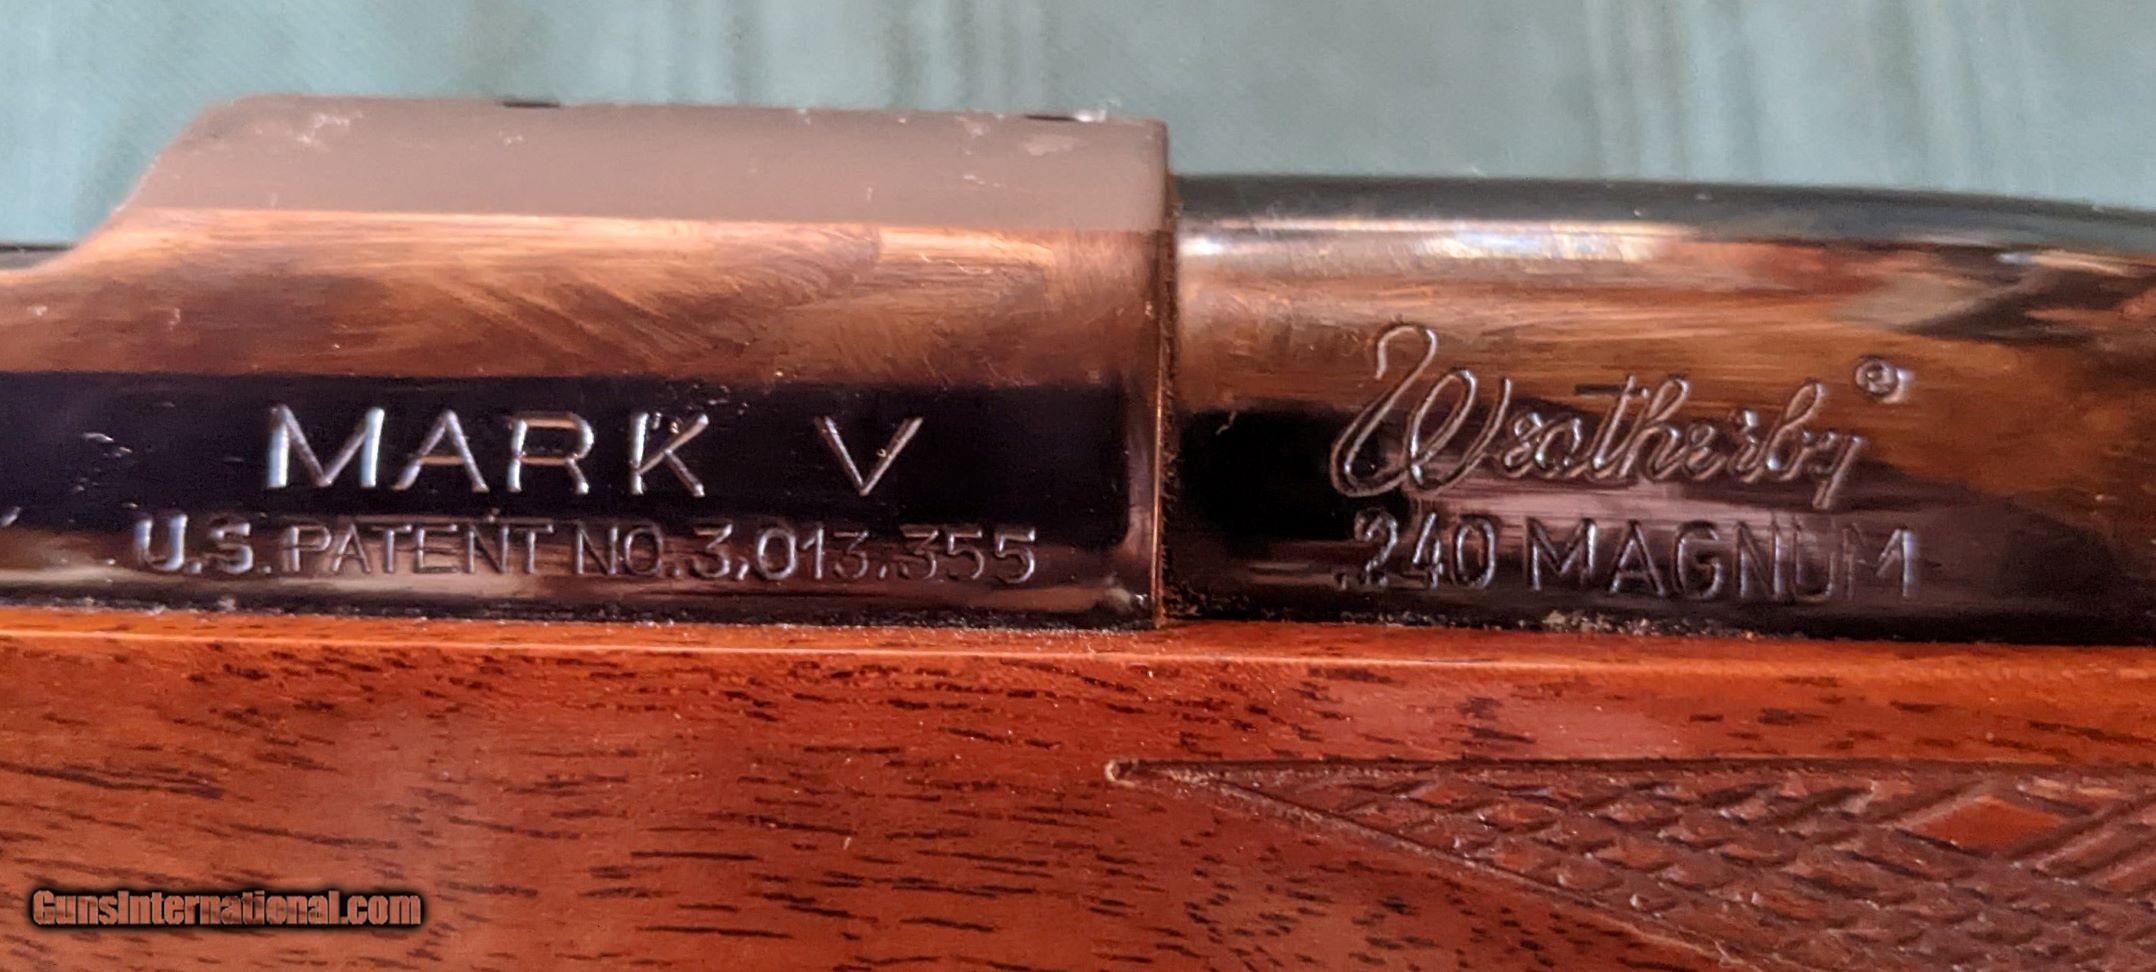 MARK V
U.S. PATENT NO. 3,013,355
Weatherby®
.240 MAGNUM
GunsInternational.com